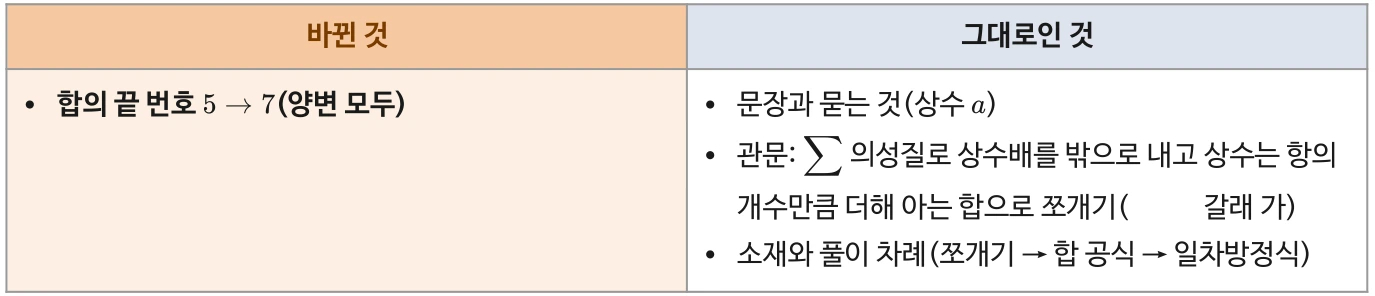 바뀐 것
그대로인 것
• 합의 끝 번호 5 → 7(양변 모두)
• 문장과 묻는 것(상수 a)
• 관문: ∑ 의성질로 상수배를 밖으로 내고 상수는 항의
개수만큼 더해 아는 합으로 쪼개기( 갈래 가)
• 소재와 풀이 차례(쪼개기 → 합 공식 → 일차방정식)